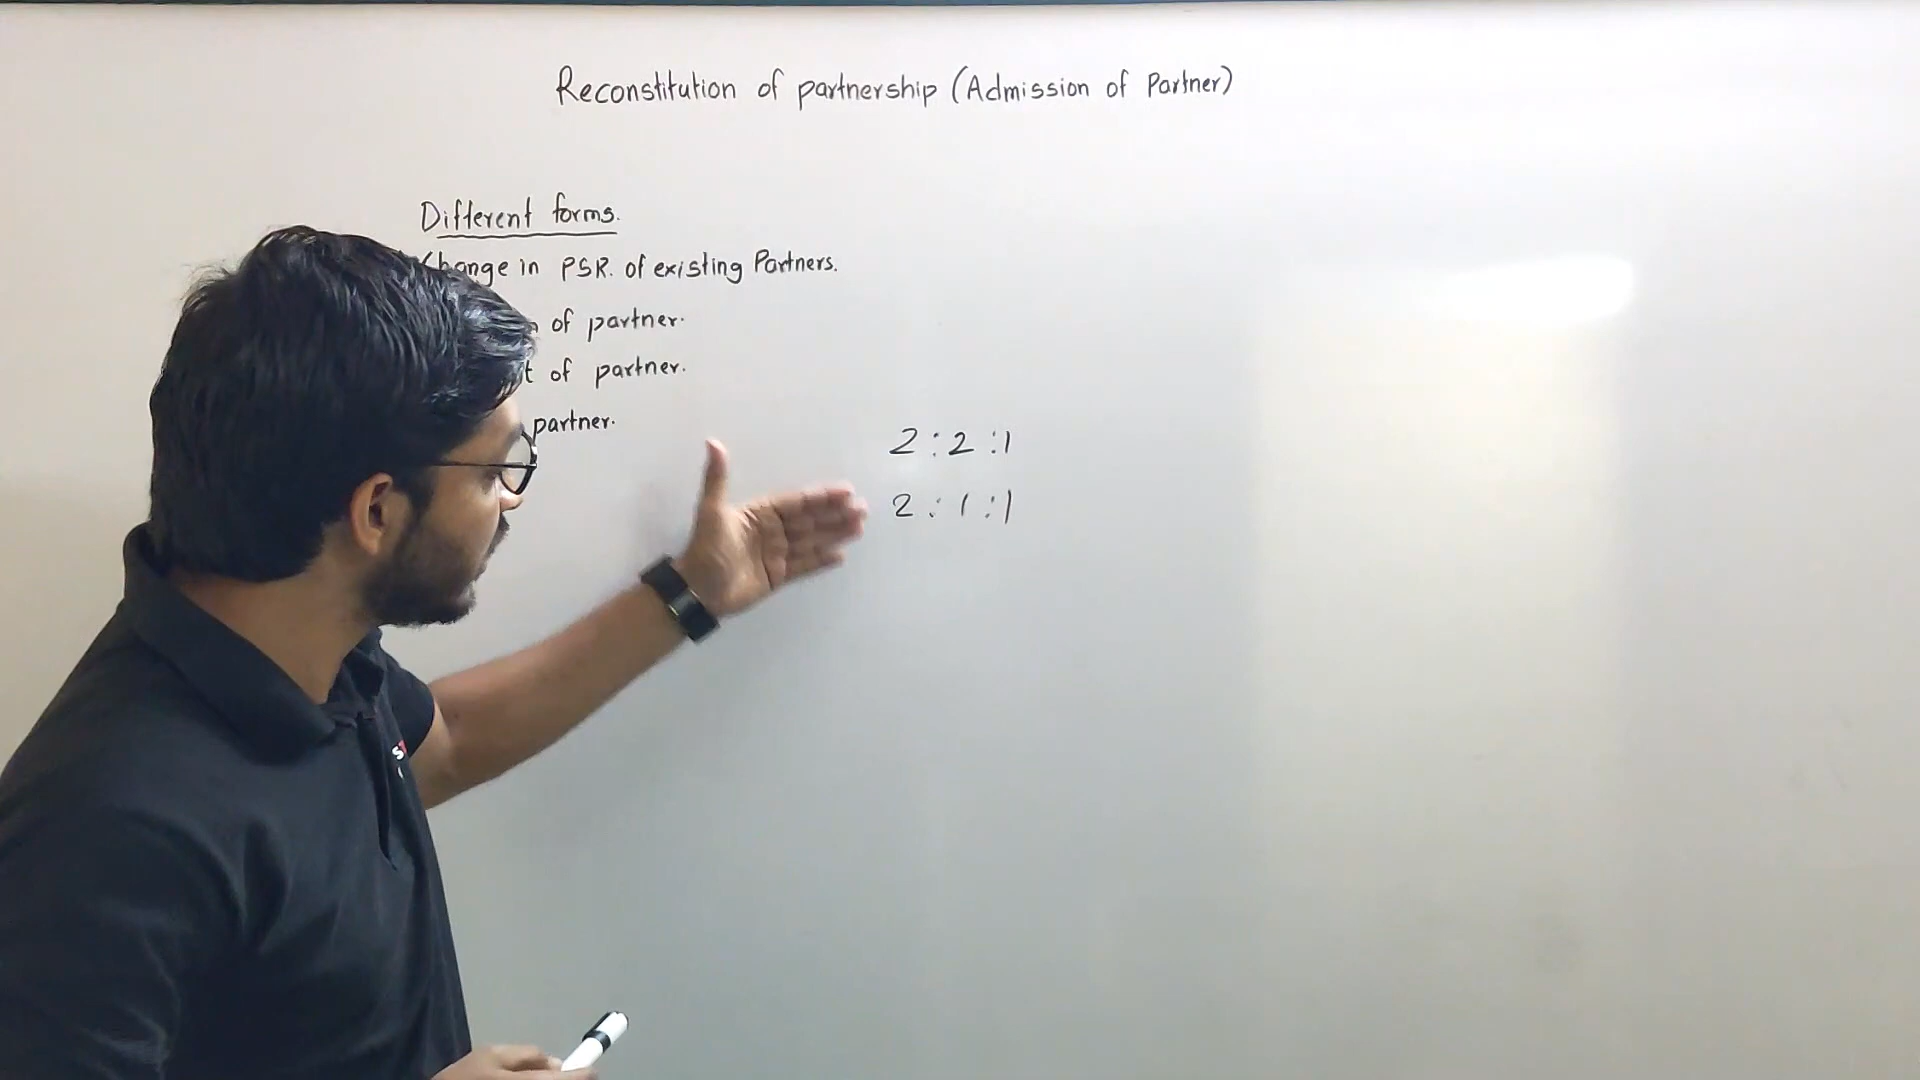 Reconstitution of partnership (Admission of Partner)
Different forms.
Change in PSR. of existing Partners.
of partner.
of partner.
partner.
2 : 2 : 1
2 : 1 : 1